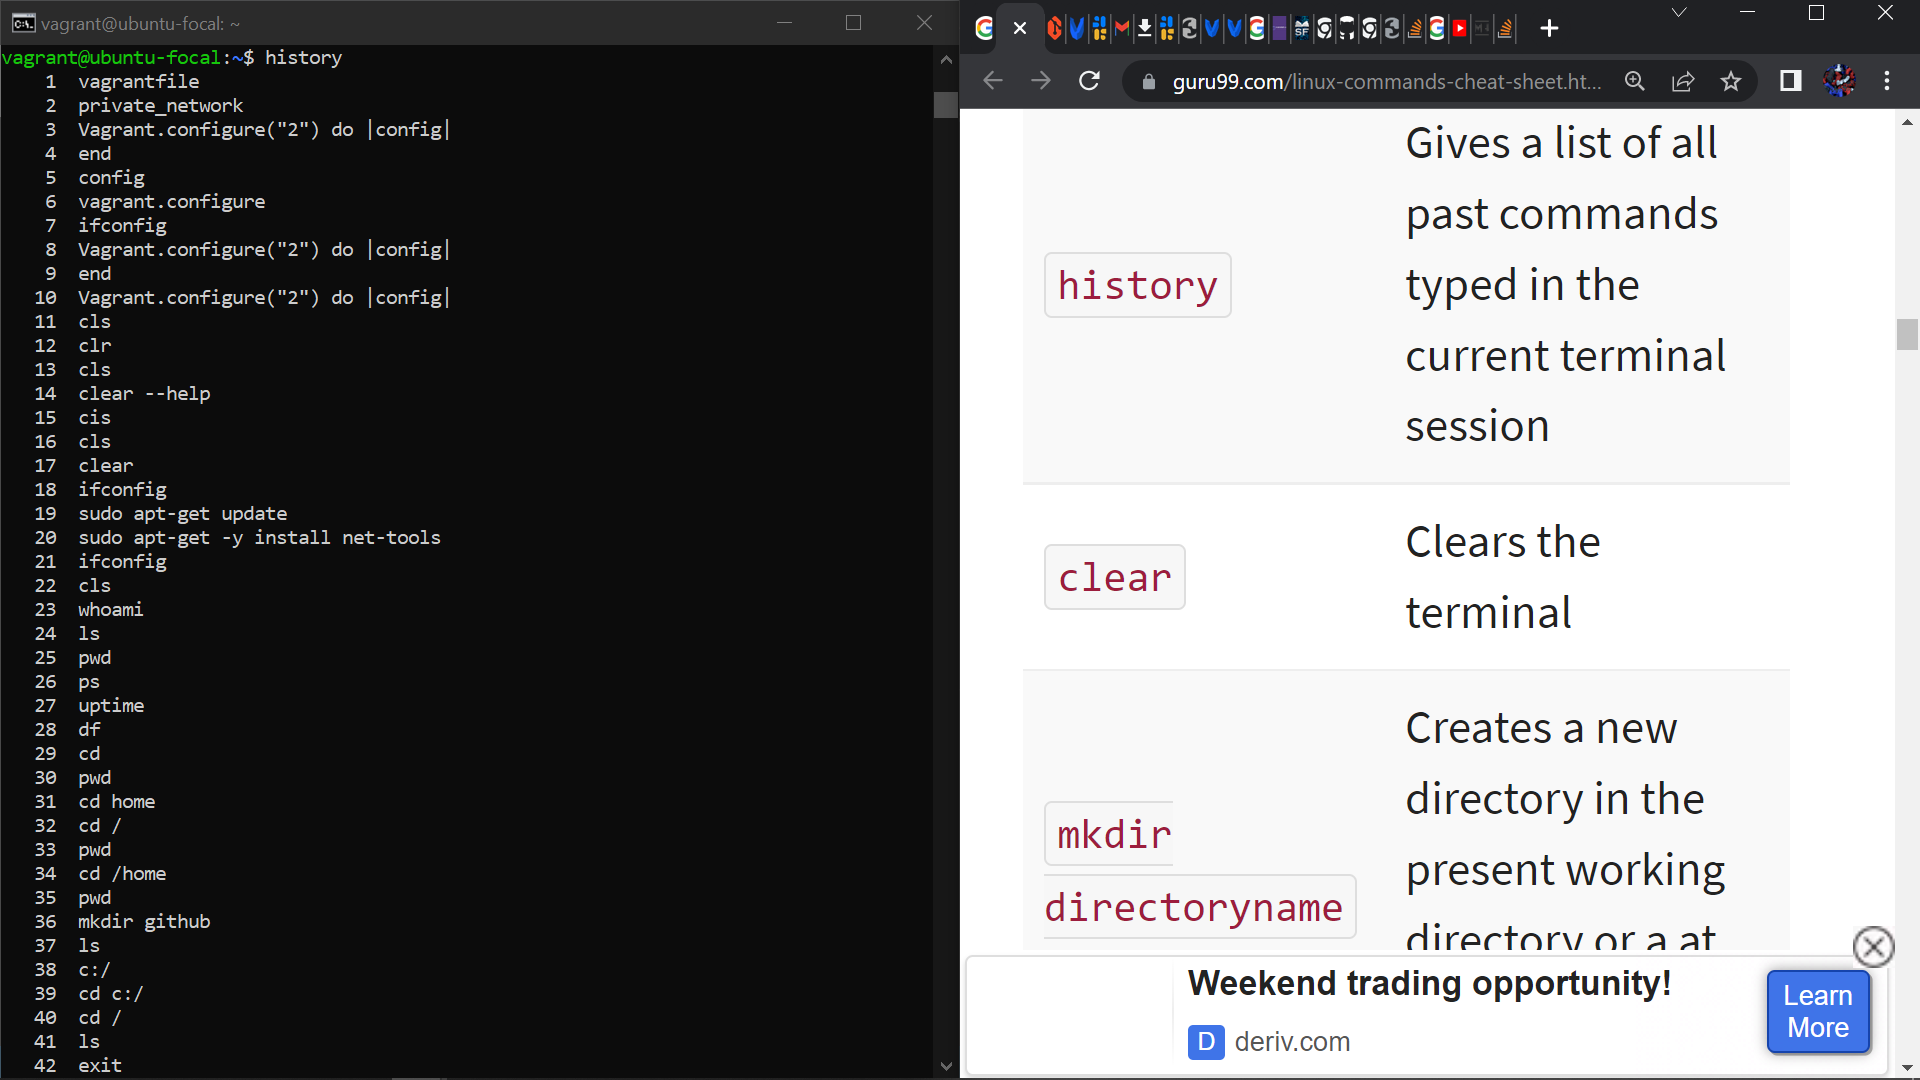 vagrant@ubuntu-focal: ~
vagrant@ubuntu-focal:~$ history
1 vagrantfile
2 private_network
3 Vagrant.configure("2") do |config|
4 end
5 config
6 vagrant.configure
7 ifconfig
8 Vagrant.configure("2") do |config|
9 end
10 Vagrant.configure("2") do |config|
11 cls
12 clr
13 cls
14 clear --help
15 cis
16 cls
17 clear
18 ifconfig
19 sudo apt-get update
20 sudo apt-get -y install net-tools
21 ifconfig
22 cls
23 whoami
24 ls
25 pwd
26 ps
27 uptime
28 df
29 cd
30 pwd
31 cd home
32 cd /
33 pwd
34 cd /home
35 pwd
36 mkdir github
37 ls
38 c:/
39 cd c:/
40 cd /
41 ls
42 exit
guru99.com/linux-commands-cheat-sheet.ht...
history
Gives a list of all
past commands
typed in the
current terminal
session
clear
Clears the
terminal
mkdir
directoryname
Creates a new
directory in the
present working
directory or a at
Weekend trading opportunity!
D deriv.com
Learn
More